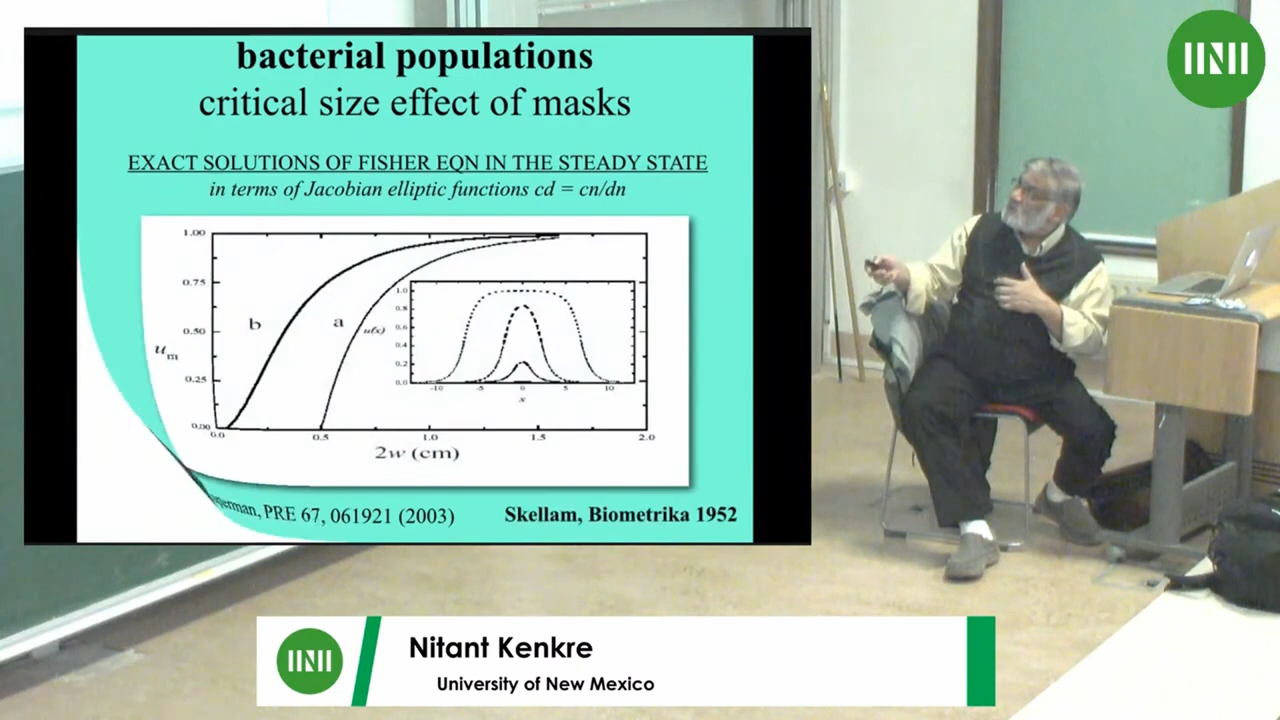 bacterial populations
critical size effect of masks
EXACT SOLUTIONS OF FISHER EQN IN THE STEADY STATE
in terms of Jacobian elliptic functions cd = cn/dn
1.00
0.75
0.50
0.25
0.00
um
b
a
u(x)
1.0
0.8
0.6
0.4
0.2
0.0
-10 -5 0 5 10
x
0.0 0.5 1.0 1.5 2.0
2w (cm)
PRE 67, 061921 (2003)
Skellam, Biometrika 1952
Nitant Kenkre
University of New Mexico